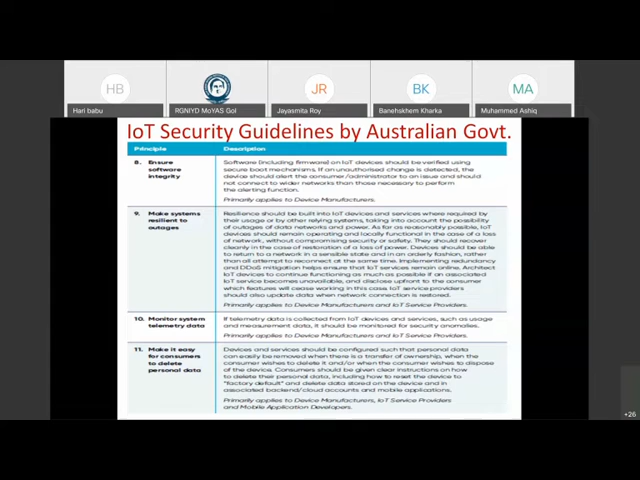 HB
JR
BK
MA
Hari babu
RGNIYD MoYAS GoI
Jayasmita Roy
Baneshkhem Kharka
Muhammed Ashiq
IoT Security Guidelines by Australian Govt.
Principle Description
8. Ensure software integrity
Software (including firmware) on IoT devices should be verified using
secure boot mechanisms. If an unauthorised change is detected, the
device should alert the consumer/administrator to an issue and should
not connect to wider networks than those necessary to perform
the alerting function.
Primarily applies to Device Manufacturers.
9. Make systems resilient to outages
Resilience should be built into IoT devices and services where required by
their usage or by other relying systems, taking into account the possibility
of outages of data networks and power. As far as reasonably possible, IoT
devices should remain operating and locally functional in the case of a loss
of network, without compromising security or safety. They should recover
cleanly in the case of restoration of a loss of power. Devices should be able
to return to a network in a sensible state and in an orderly fashion, rather
than all attempt to reconnect at the same time. Implementing redundancy
and DDoS mitigation helps ensure that IoT services remain online. Architect
IoT devices to continue functioning as much as possible if an associated
IoT service becomes unavailable, and disclose upfront to the consumer
which features will cease working in this case. IoT service providers
should also update data when network connection is restored.
Primarily applies to Device Manufacturers and IoT Service Providers.
10. Monitor system telemetry data
If telemetry data is collected from IoT devices and services, such as usage
and measurement data, it should be monitored for security anomalies.
Primarily applies to Device Manufacturers and IoT Service Providers.
11. Make it easy for consumers to delete personal data
Devices and services should be configured such that personal data
can easily be removed when there is a transfer of ownership, when the
consumer wishes to delete it and/or when the consumer wishes to dispose
of the device. Consumers should be given clear instructions on how
to delete their personal data, including how to reset the device to
"factory default" and delete data stored on the device and in
associated backend/cloud accounts and mobile applications.
Primarily applies to Device Manufacturers, IoT Service Providers
and Mobile Application Developers.
+26